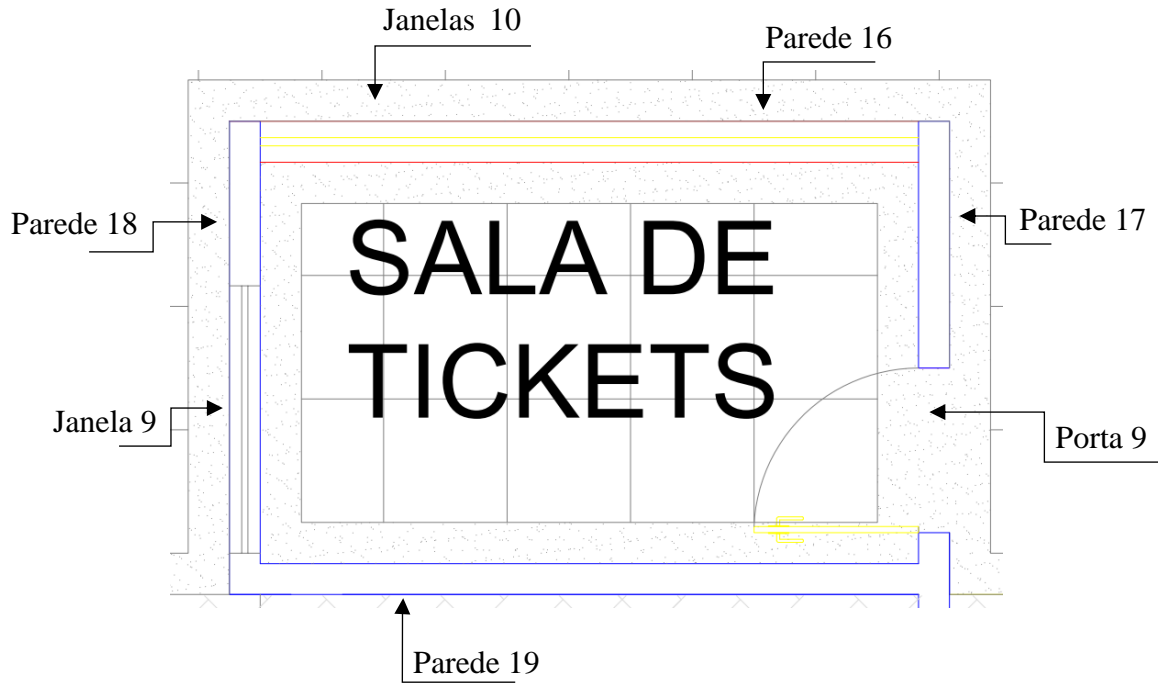 Janelas 10
Parede 16
Parede 18
SALA DE
TICKETS
Parede 17
Janela 9
Porta 9
Parede 19